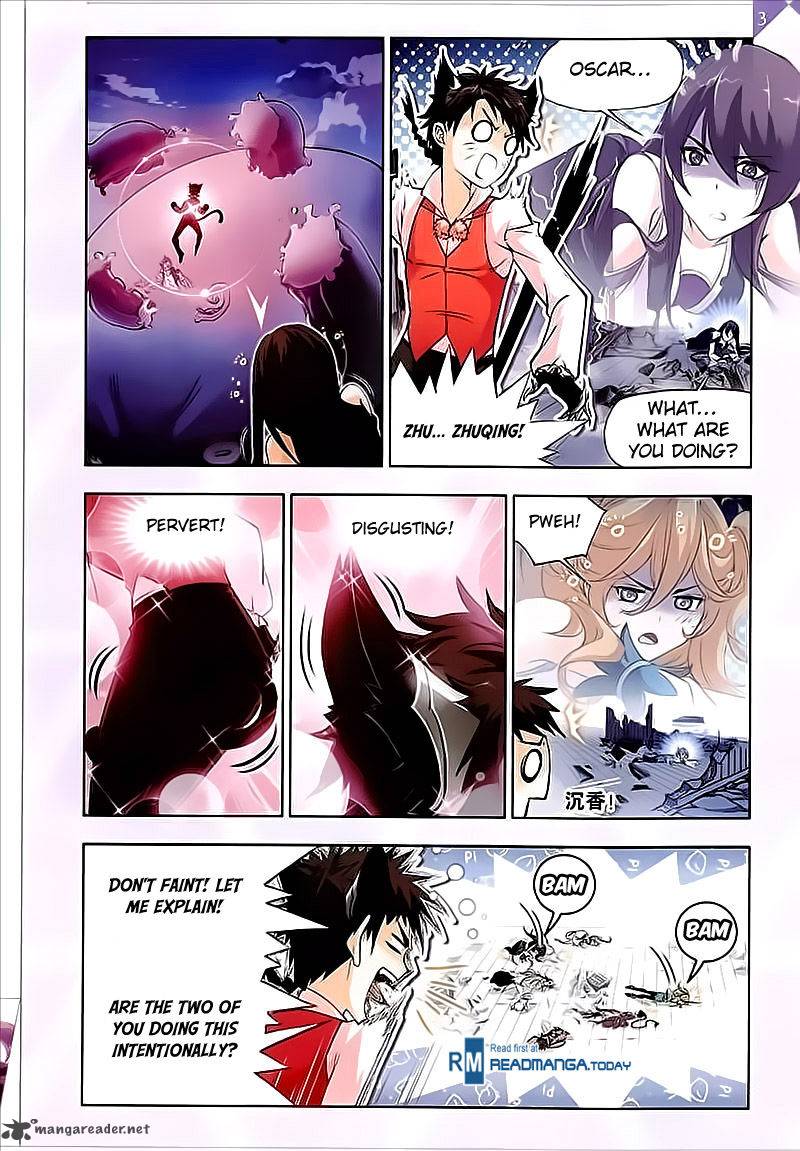 3
OSCAR...
ZHU... ZHUQING!
WHAT...
WHAT ARE
YOU DOING?
PERVERT!
DISGUSTING!
PWEH!
沉香!
DON'T FAINT! LET
ME EXPLAIN!
BAM
BAM
ARE THE TWO OF
YOU DOING THIS
INTENTIONALLY?
RM
Read first at...
READMANGA.TODAY
mangareader.net